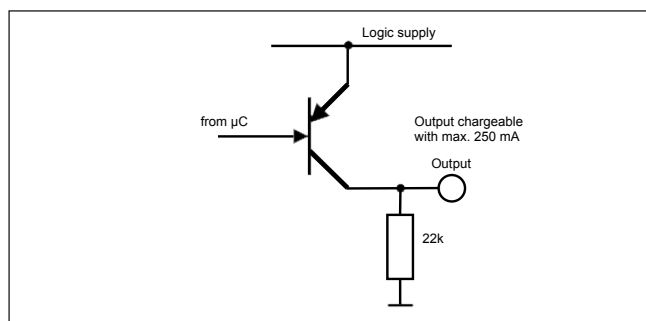 Logic supply
from µC
Output chargeable
with max. 250 mA
Output
22k